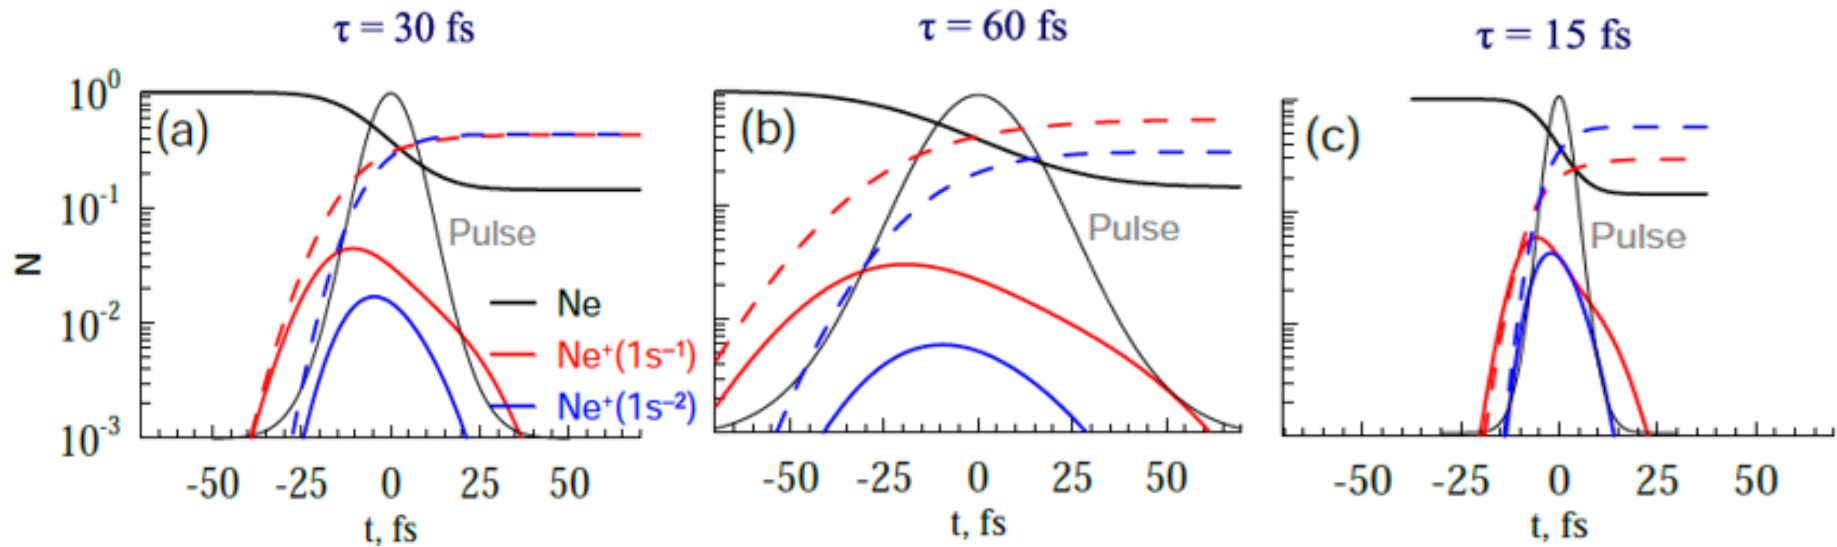 τ = 30 fs
τ = 60 fs
τ = 15 fs
N
10⁰
10⁻¹
10⁻²
10⁻³
(a)
Pulse
Ne
Ne⁺(1s⁻¹)
Ne⁺(1s⁻²)
-50 -25 0 25 50
t, fs
(b)
Pulse
-50 -25 0 25 50
t, fs
(c)
Pulse
-50 -25 0 25 50
t, fs